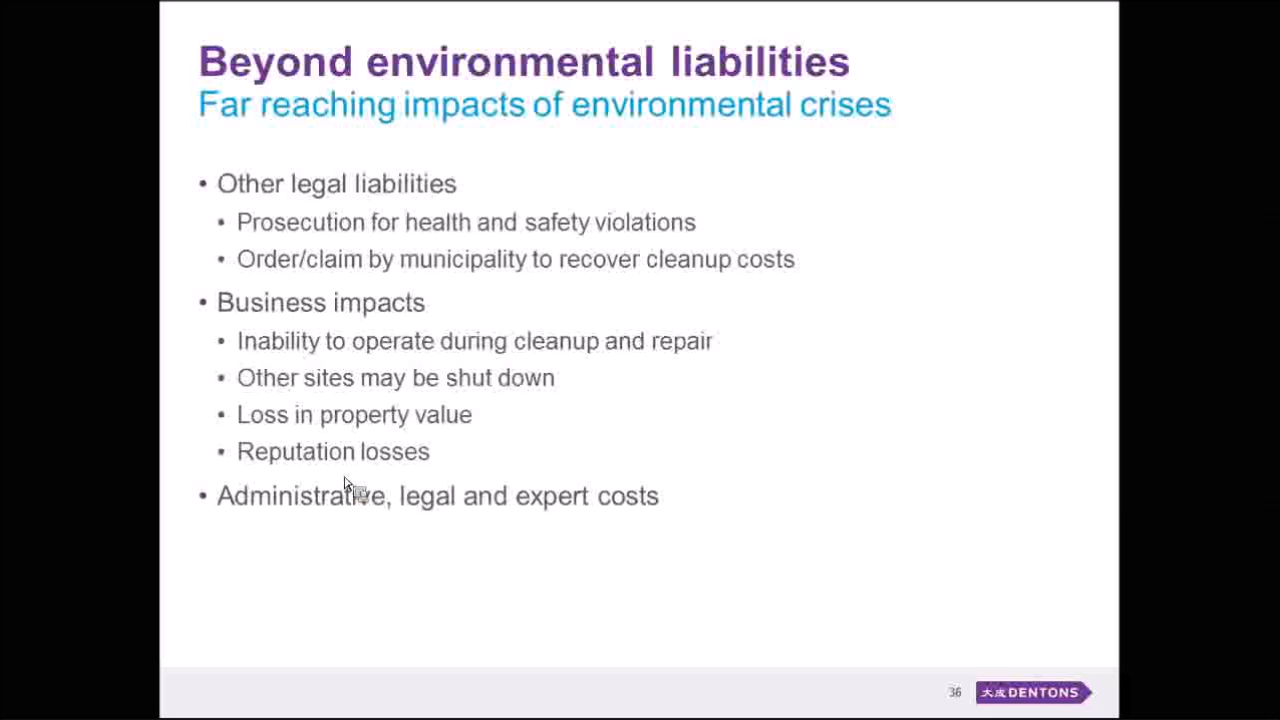 Beyond environmental liabilities
Far reaching impacts of environmental crises
• Other legal liabilities
• Prosecution for health and safety violations
• Order/claim by municipality to recover cleanup costs
• Business impacts
• Inability to operate during cleanup and repair
• Other sites may be shut down
• Loss in property value
• Reputation losses
• Administrative, legal and expert costs
36
大成 DENTONS